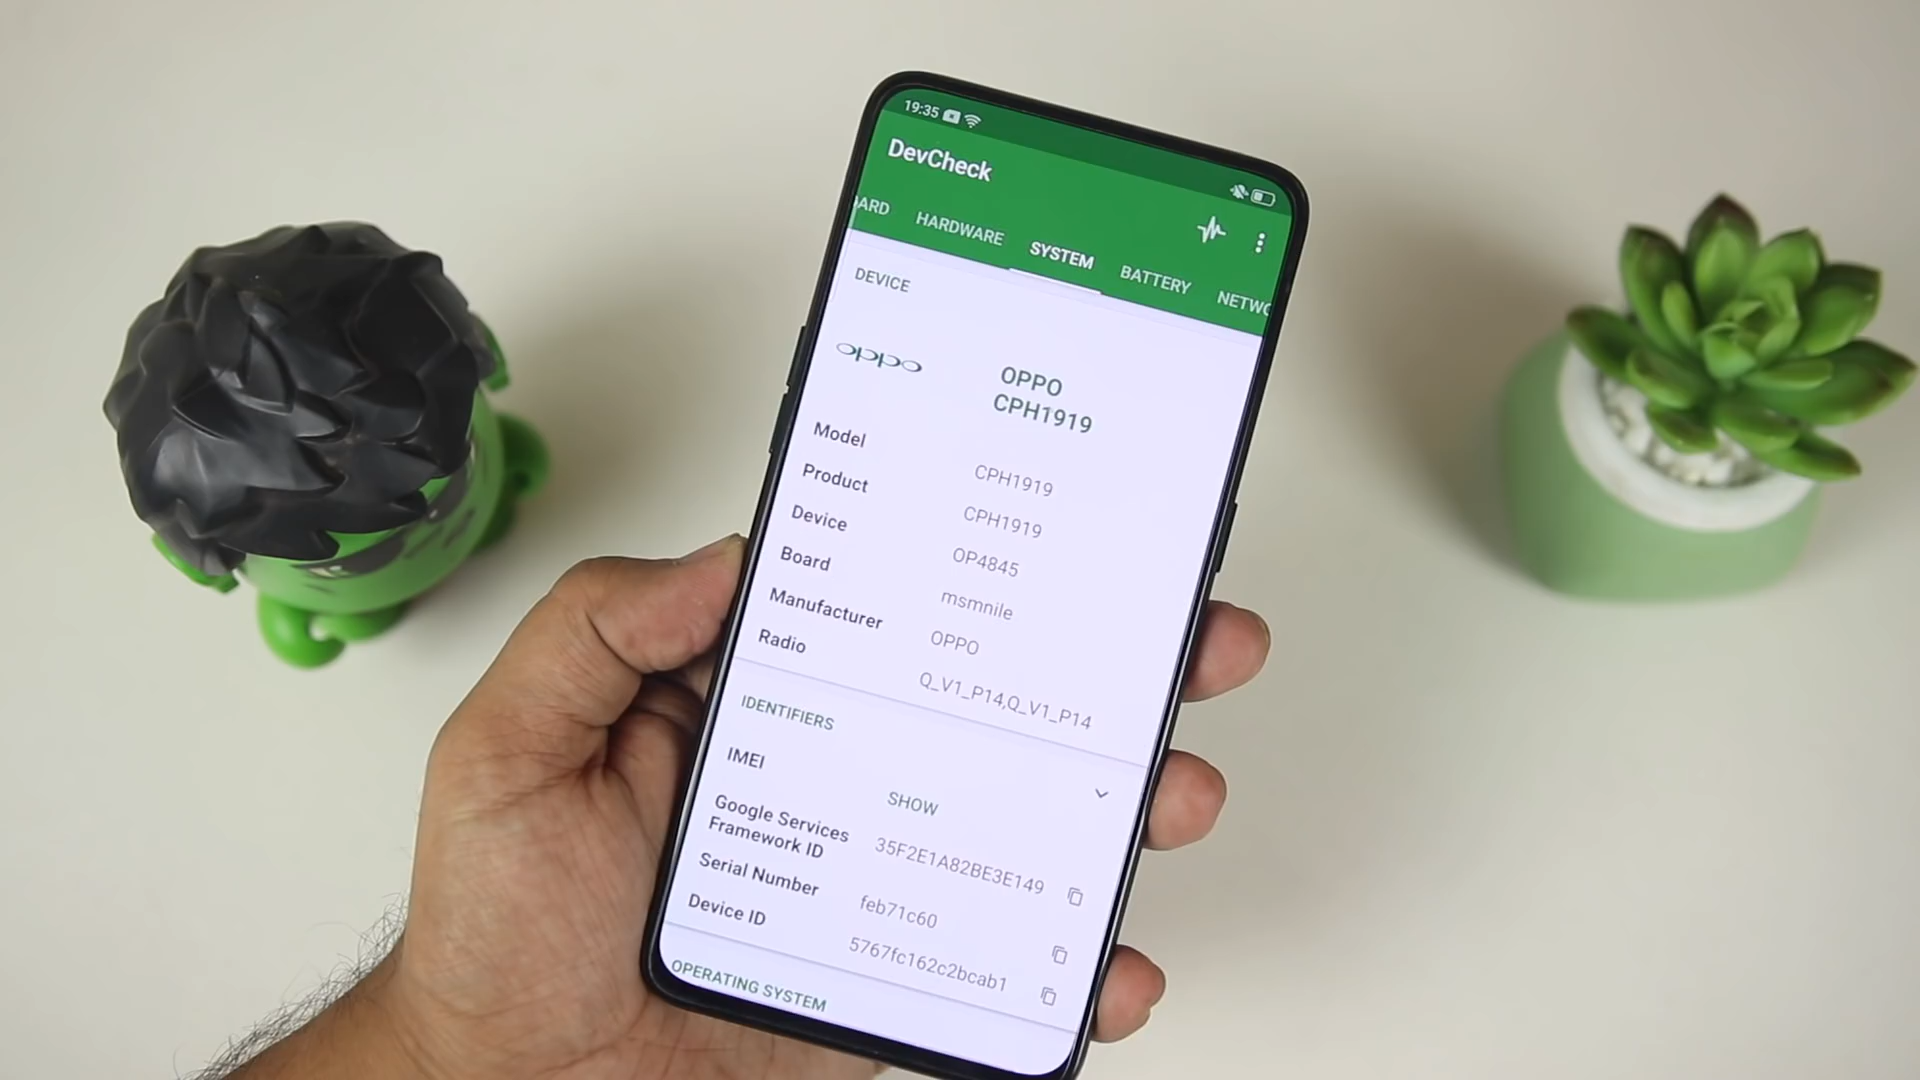 19:35
DevCheck
ARD HARDWARE SYSTEM BATTERY NETWO
DEVICE
oppo
OPPO
CPH1919
Model CPH1919
Product CPH1919
Device OP4845
Board msmnile
Manufacturer OPPO
Radio Q_V1_P14,Q_V1_P14
IDENTIFIERS
IMEI SHOW
Google Services
Framework ID 35F2E1A82BE3E149
Serial Number feb71c60
Device ID 5767fc162c2bcab1
OPERATING SYSTEM